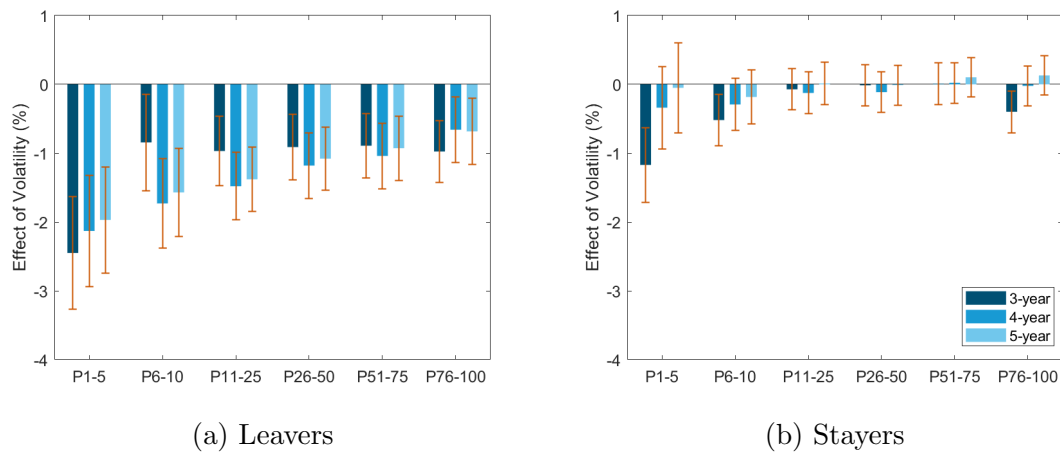 1
0
-1
-2
-3
-4
Effect of Volatility (%)
P1-5 P6-10 P11-25 P26-50 P51-75 P76-100
(a) Leavers
1
0
-1
-2
-3
-4
Effect of Volatility (%)
3-year
4-year
5-year
P1-5 P6-10 P11-25 P26-50 P51-75 P76-100
(b) Stayers